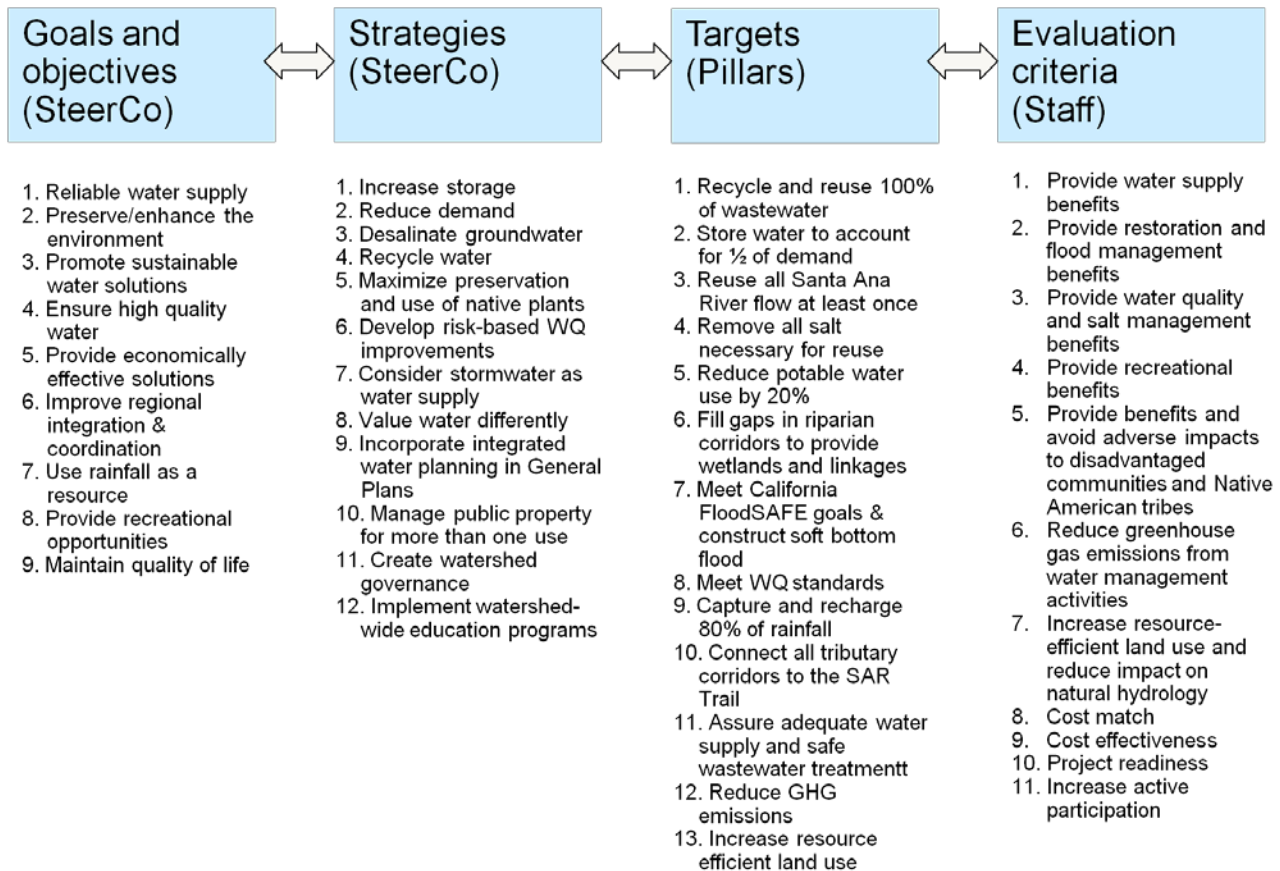 Goals and
objectives
(SteerCo)
Strategies
(SteerCo)
Targets
(Pillars)
Evaluation
criteria
(Staff)
1. Reliable water supply
2. Preserve/enhance the
environment
3. Promote sustainable
water solutions
4. Ensure high quality
water
5. Provide economically
effective solutions
6. Improve regional
integration &
coordination
7. Use rainfall as a
resource
8. Provide recreational
opportunities
9. Maintain quality of life
1. Increase storage
2. Reduce demand
3. Desalinate groundwater
4. Recycle water
5. Maximize preservation
and use of native plants
6. Develop risk-based WQ
improvements
7. Consider stormwater as
water supply
8. Value water differently
9. Incorporate integrated
water planning in General
Plans
10. Manage public property
for more than one use
11. Create watershed
governance
12. Implement watershed-
wide education programs
1. Recycle and reuse 100%
of wastewater
2. Store water to account
for ½ of demand
3. Reuse all Santa Ana
River flow at least once
4. Remove all salt
necessary for reuse
5. Reduce potable water
use by 20%
6. Fill gaps in riparian
corridors to provide
wetlands and linkages
7. Meet California
FloodSAFE goals &
construct soft bottom
flood
8. Meet WQ standards
9. Capture and recharge
80% of rainfall
10. Connect all tributary
corridors to the SAR
Trail
11. Assure adequate water
supply and safe
wastewater treatmentt
12. Reduce GHG
emissions
13. Increase resource
efficient land use
1. Provide water supply
benefits
2. Provide restoration and
flood management
benefits
3. Provide water quality
and salt management
benefits
4. Provide recreational
benefits
5. Provide benefits and
avoid adverse impacts
to disadvantaged
communities and Native
American tribes
6. Reduce greenhouse
gas emissions from
water management
activities
7. Increase resource-
efficient land use and
reduce impact on
natural hydrology
8. Cost match
9. Cost effectiveness
10. Project readiness
11. Increase active
participation